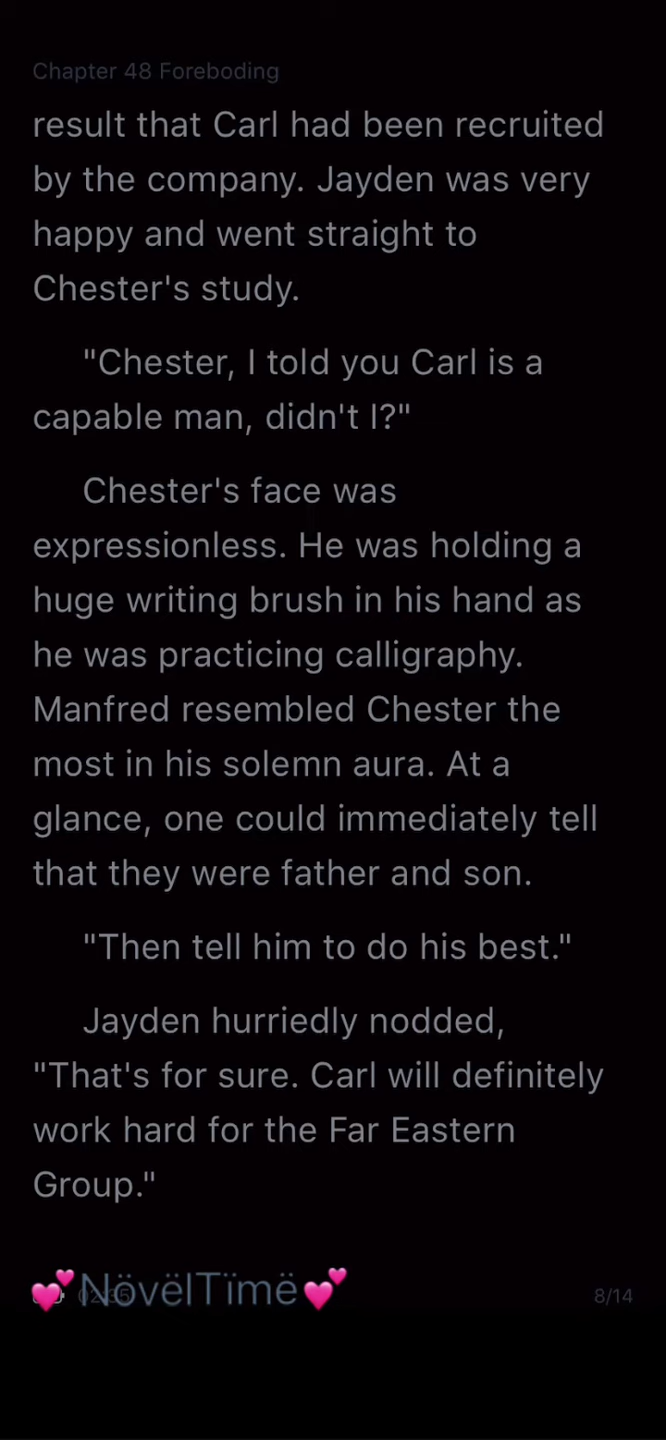 Chapter 48 Foreboding
result that Carl had been recruited
by the company. Jayden was very
happy and went straight to
Chester's study.
"Chester, I told you Carl is a
capable man, didn't I?"
Chester's face was
expressionless. He was holding a
huge writing brush in his hand as
he was practicing calligraphy.
Manfred resembled Chester the
most in his solemn aura. At a
glance, one could immediately tell
that they were father and son.
"Then tell him to do his best."
Jayden hurriedly nodded,
"That's for sure. Carl will definitely
work hard for the Far Eastern
Group."
💕NövëlTïmë💕
8/14